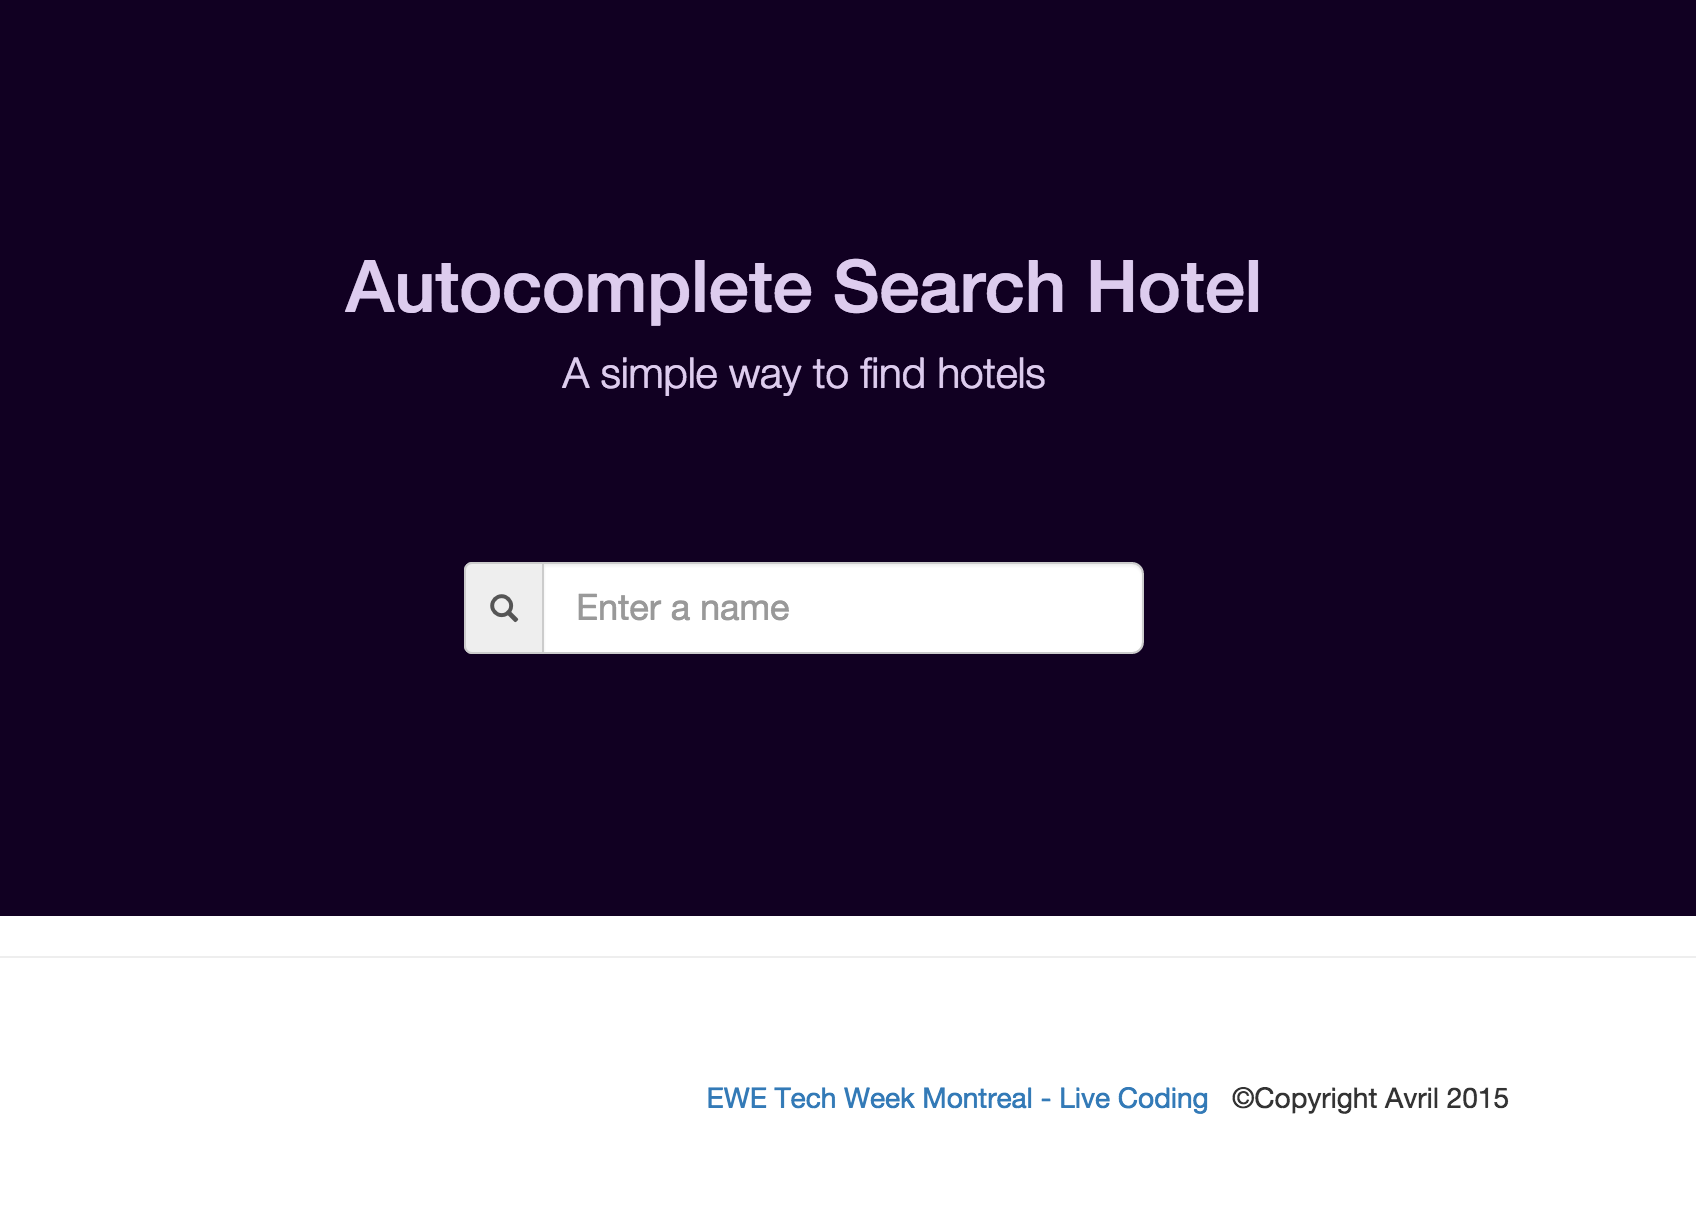 Autocomplete Search Hotel
A simple way to find hotels
Enter a name
EWE Tech Week Montreal - Live Coding ©Copyright Avril 2015